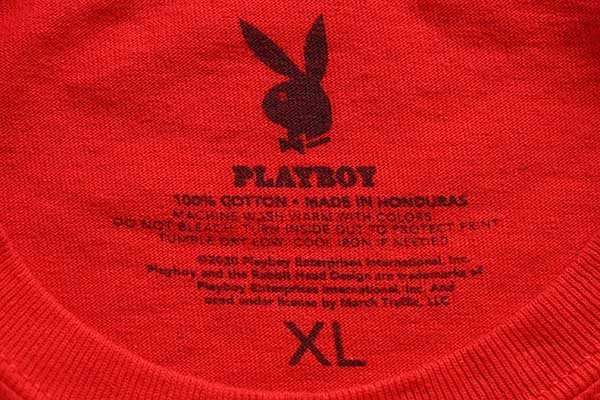 PLAYBOY
100% COTTON • MADE IN HONDURAS
MACHINE WASH WARM WITH COLORS
DO NOT BLEACH. TURN INSIDE OUT TO PROTECT PRINT
TUMBLE DRY LOW. COOL IRON IF NEEDED.
©2020 Playboy Enterprises International, Inc.
Playboy and the Rabbit Head Design are trademarks of
Playboy Enterprises International, Inc. And
used under license by March Traffic, LLC
XL